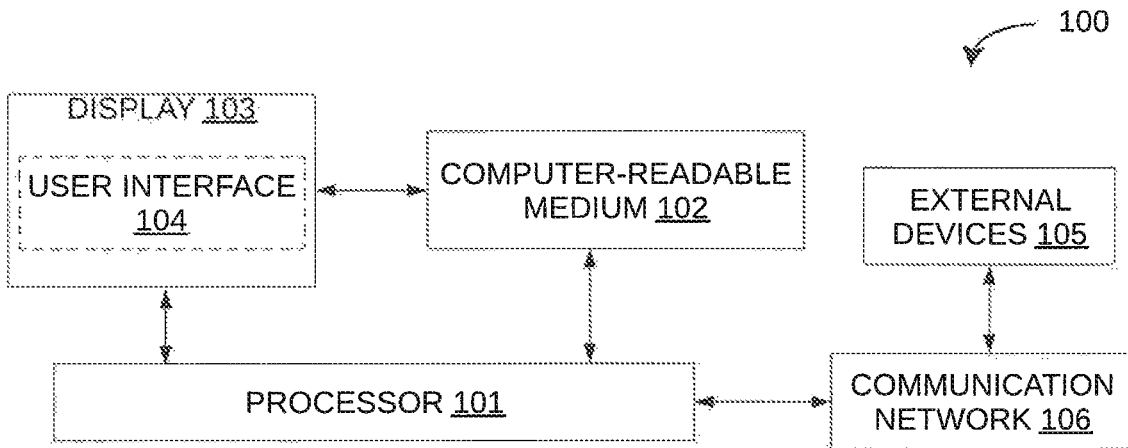 100
DISPLAY 103
USER INTERFACE
104
COMPUTER-READABLE
MEDIUM 102
EXTERNAL
DEVICES 105
PROCESSOR 101
COMMUNICATION
NETWORK 106